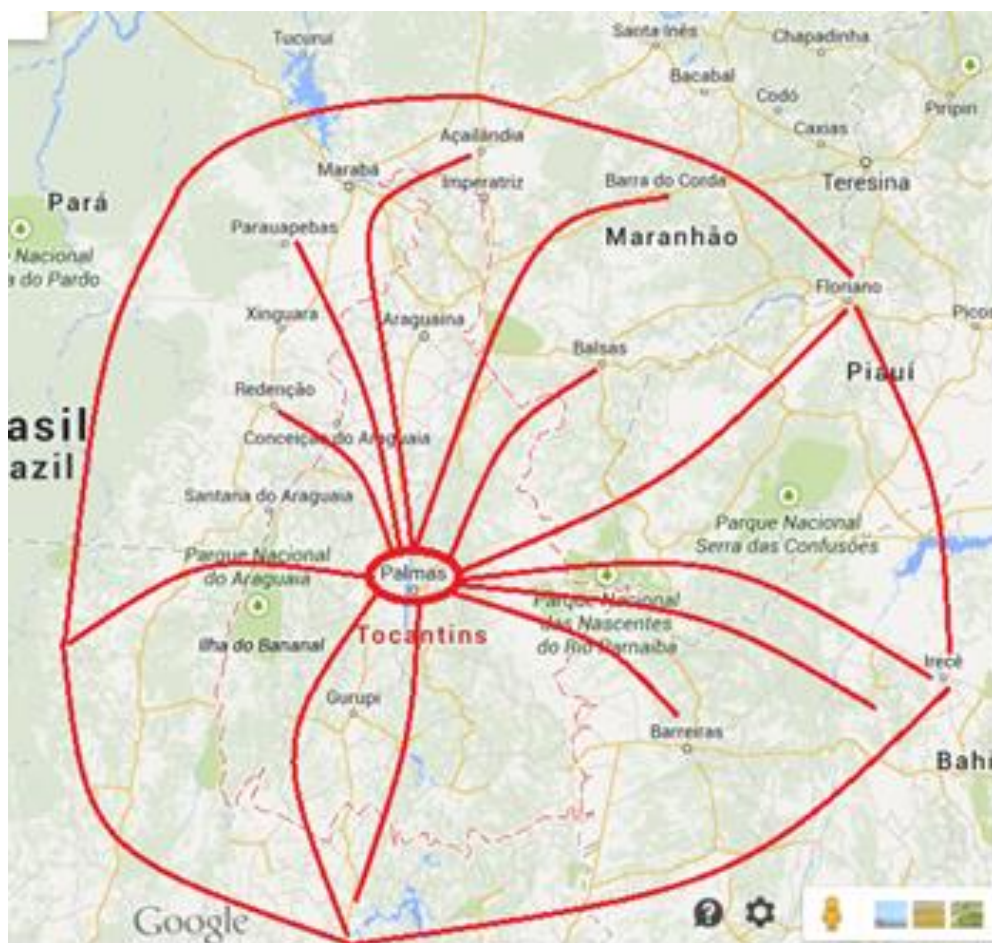 Tucuruí
Santa Inês
Chapadinha
Bacabal
Codó
Piripiri
Caxias
Açailândia
Marabá
Imperatriz
Barra do Corda
Teresina
Pará
Parauapebas
Maranhão
Nacional
a do Pardo
Floriano
Xinguara
Araguaína
Picos
Balsas
Piauí
Redenção
asil
azil
Conceição do Araguaia
Santana do Araguaia
Parque Nacional
Serra das Confusões
Parque Nacional
do Araguaia
Palmas
Parque Nacional
das Nascentes
do Rio Parnaíba
Tocantins
Ilha do Bananal
Irecê
Gurupi
Barreiras
Bahi
Google